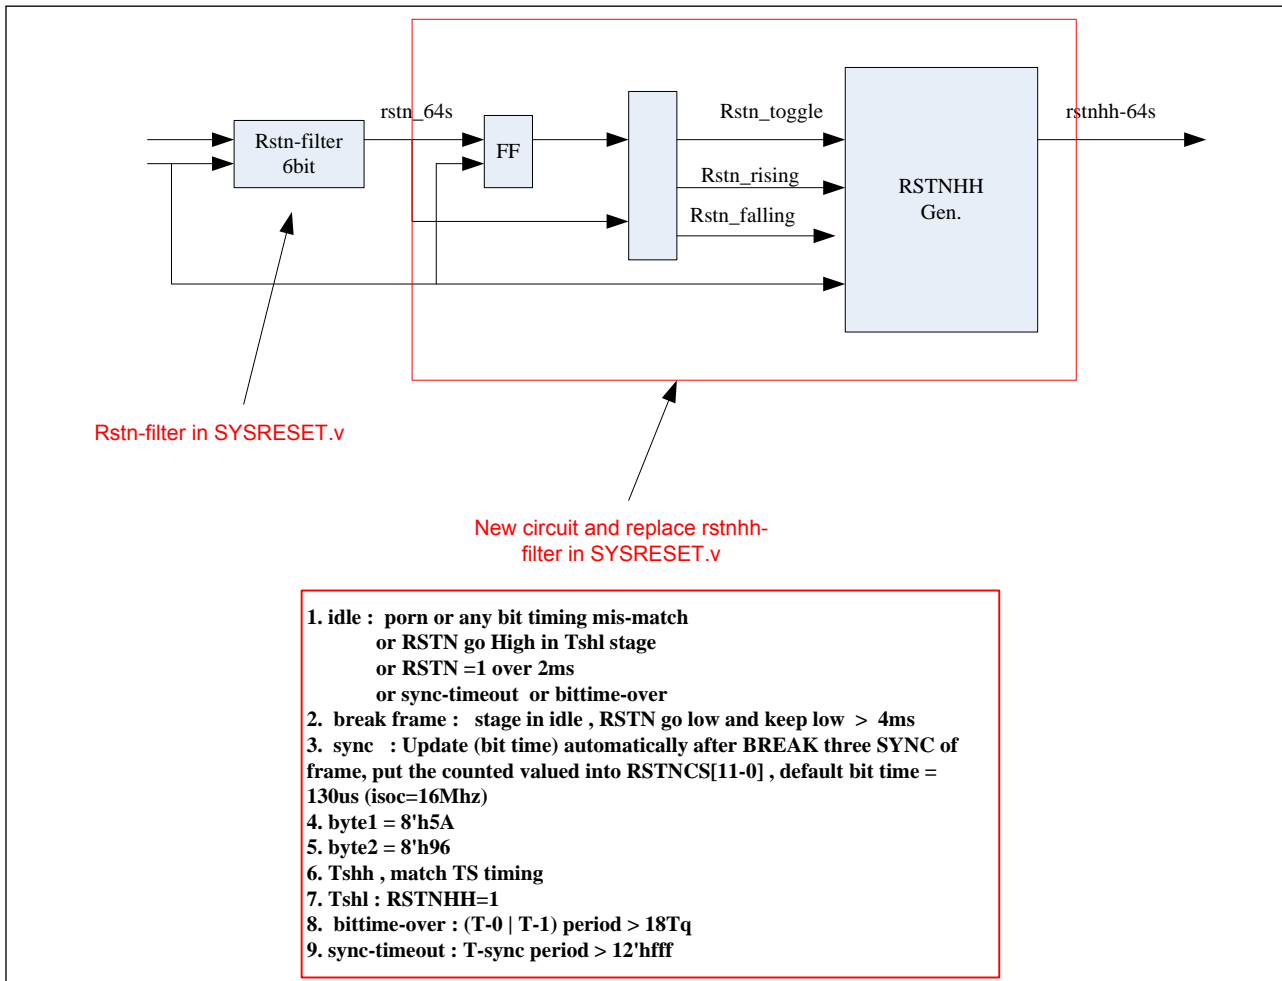 rstn_64s
Rstn_toggle
rstnhh-64s
Rstn-filter
6bit
FF
Rstn_rising
Rstn_falling
RSTNHH
Gen.
Rstn-filter in SYSRESET.v
New circuit and replace rstnhh-
filter in SYSRESET.v
1. idle : porn or any bit timing mis-match
or RSTN go High in Tshl stage
or RSTN =1 over 2ms
or sync-timeout or bittime-over
2. break frame : stage in idle , RSTN go low and keep low > 4ms
3. sync : Update (bit time) automatically after BREAK three SYNC of
frame, put the counted valued into RSTNCS[11-0] , default bit time =
130us (isoc=16Mhz)
4. byte1 = 8'h5A
5. byte2 = 8'h96
6. Tshh , match TS timing
7. Tshl : RSTNHH=1
8. bittime-over : (T-0 | T-1) period > 18Tq
9. sync-timeout : T-sync period > 12'hfff